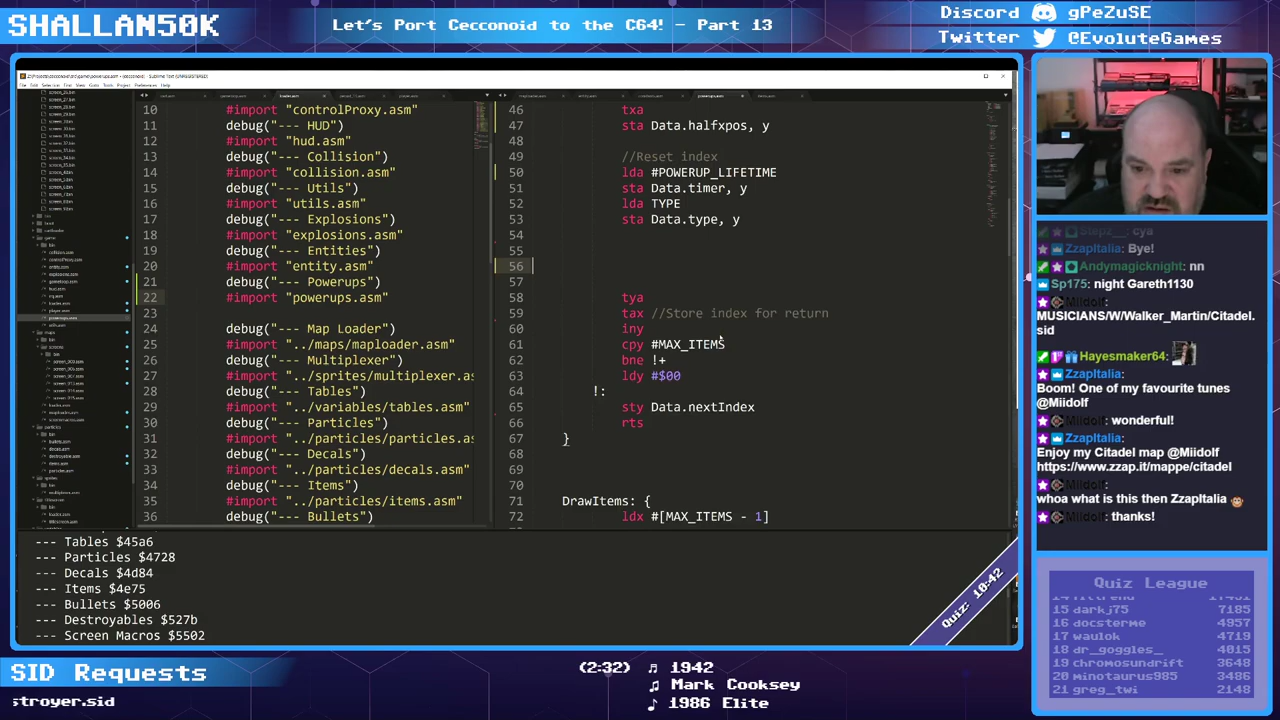 SHALLAN50K
Let's Port Cecconoid to the C64! - Part 13
Discord gPeZuSE
Twitter @EvoluteGames
10 #import "controlProxy.asm"
11 debug("--- HUD")
12 #import "hud.asm"
13 debug("--- Collision")
14 #import "collision.asm"
15 debug("--- Utils")
16 #import "utils.asm"
17 debug("--- Explosions")
18 #import "explosions.asm"
19 debug("--- Entities")
20 #import "entity.asm"
21 debug("--- Powerups")
22 #import "powerups.asm"
24 debug("--- Map Loader")
25 #import "../maps/maploader.asm"
26 debug("--- Multiplexer")
27 #import "../sprites/multiplexer.as
28 debug("--- Tables")
29 #import "../variables/tables.asm"
30 debug("--- Particles")
31 #import "../particles/particles.as
32 debug("--- Decals")
33 #import "../particles/decals.asm"
34 debug("--- Items")
35 #import "../particles/items.asm"
36 debug("--- Bullets")
46 txa
47 sta Data.halfxpos, y
48
49 //Reset index
50 lda #POWERUP_LIFETIME
51 sta Data.timer, y
52 lda TYPE
53 sta Data.type, y
54
55
56
57
58 tya
59 tax //Store index for return
60 iny
61 cpy #MAX_ITEMS
62 bne !+
63 ldy #$00
64 !:
65 sty Data.nextIndex
66 rts
67 }
68
69
70
71 DrawItems: {
72 ldx #[MAX_ITEMS - 1]
--- Tables $45a6
--- Particles $4728
--- Decals $4d84
--- Items $4e75
--- Bullets $5006
--- Destroyables $527b
--- Screen Macros $5502
Quiz: 10:42
ZzapItalia: Bye!
Andymagicknight: nn
Sp175: night Gareth1130
Miidolf:
MUSICIANS/W/Walker_Martin/Citadel.
sid
Hayesmaker64:
ZzapItalia:
Boom! One of my favourite tunes
@Miidolf
Miidolf: wonderful!
ZzapItalia:
Enjoy my Citadel map @Miidolf
https://www.zzap.it/mappe/citadel
Miidolf:
whoa what is this then ZzapItalia
Miidolf: thanks!
Quiz League
15 darkj75 7185
16 docsterme 4957
17 waulok 4719
18 dr_goggles_ 4015
19 chromosundrift 3648
20 minotaurus985 3486
21 greg_twi 2148
SID Requests
stroyer.sid
(2:32) 1942
Mark Cooksey
1986 Elite